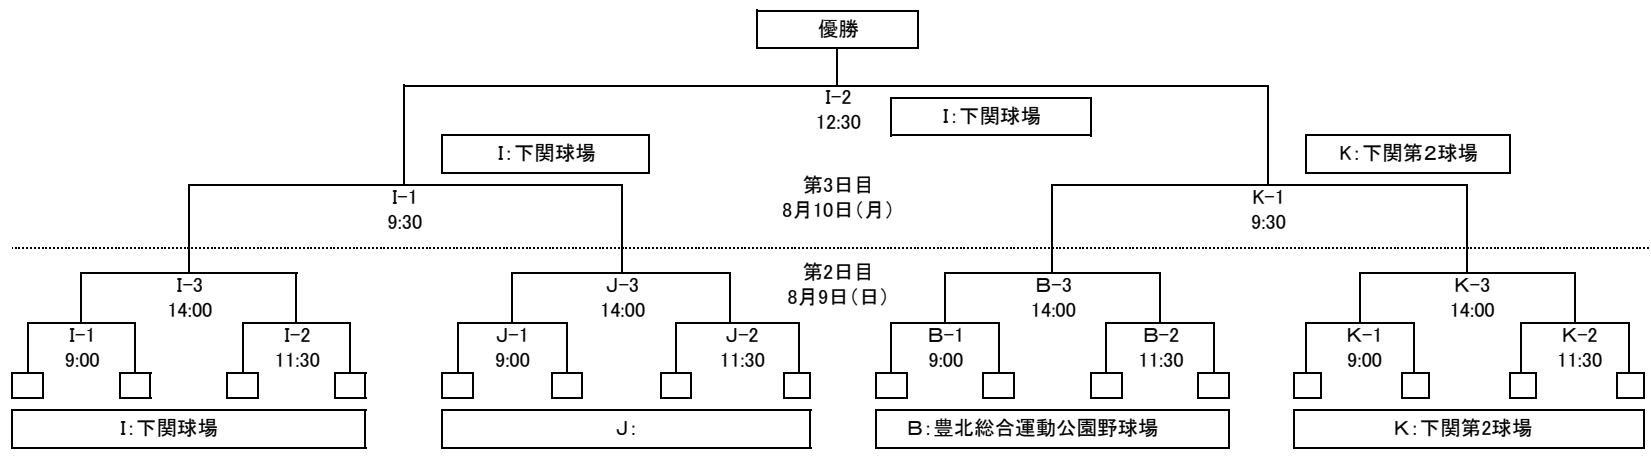 優勝
I-2
12:30
I:下関球場
I:下関球場
K:下関第2球場
I-1
9:30
第3日目
8月10日(月)
K-1
9:30
第2日目
8月9日(日)
I-3
14:00
J-3
14:00
B-3
14:00
K-3
14:00
I-1
9:00
I-2
11:30
J-1
9:00
J-2
11:30
B-1
9:00
B-2
11:30
K-1
9:00
K-2
11:30
I:下関球場
J:
B:豊北総合運動公園野球場
K:下関第2球場